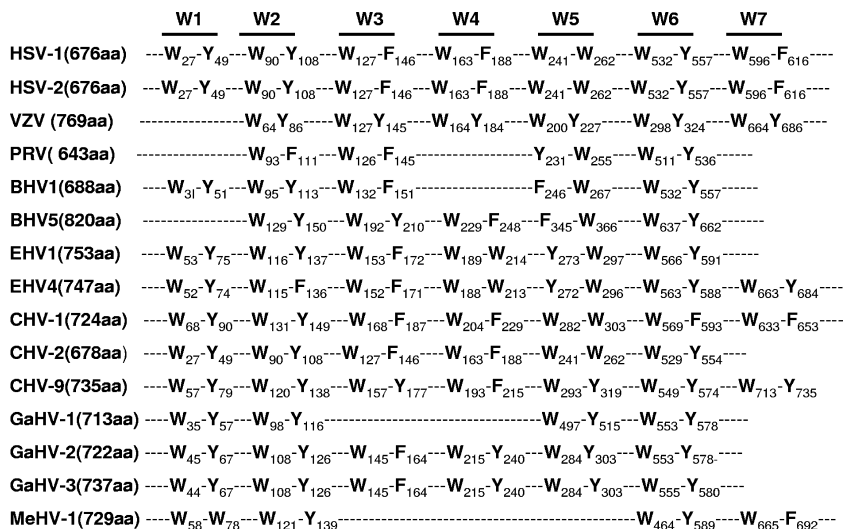 W1 W2 W3 W4 W5 W6 W7
HSV-1(676aa) ---W27-Y49---W90-Y108---W127-F146----W163-F188---W241-W262----W532-Y557---W596-F616----
HSV-2(676aa) ---W27-Y49---W90-Y108---W127-F146---W163-F188---W241-W262---W532-Y557---W596-F616----
VZV (769aa) ----------------W64Y86----W127Y145----W164Y184----W200Y227----W298Y324---W664Y686----
PRV( 643aa) -----------------W93-F111---W126-F145-----------------Y231-W255----W511-Y536-----
BHV1(688aa) ----W3I-Y51---W95-Y113---W132-F151-----------------F246-W267----W532-Y557------
BHV5(820aa) ----------------W129-Y150---W192-Y210---W229-F248--F345-W366---W637-Y662-------
EHV1(753aa) ----W53-Y75---W116-Y137---W153-F172---W189-W214---Y273-W297---W566-Y591------
EHV4(747aa) ----W52-Y74---W115-F136---W152-F171---W188-W213---Y272-W296---W563-Y588---W663-Y684----
CHV-1(724aa) ----W68-Y90---W131-Y149---W168-F187---W204-F229---W282-W303---W569-F593---W633-F653----
CHV-2(678aa) ----W27-Y49---W90-Y108---W127-F146----W163-F188---W241-W262---W529-Y554----
CHV-9(735aa) ----W57-Y79---W120-Y138---W157-Y177---W193-F215---W293-Y319---W549-Y574---W713-Y735
GaHV-1(713aa) ----W35-Y57---W98-Y116-----------------------------------W497-Y515---W553-Y578-----
GaHV-2(722aa) ----W45-Y67---W108-Y126---W145-F164---W215-Y240---W284Y303----W553-Y578-----
GaHV-3(737aa) ----W44-Y67---W108-Y126---W145-F164---W215-Y240---W284-Y303---W555-Y580-----
MeHV-1(729aa) ----W58-W78---W121-Y139------------------------------------------------W464-Y589---W665-F692----